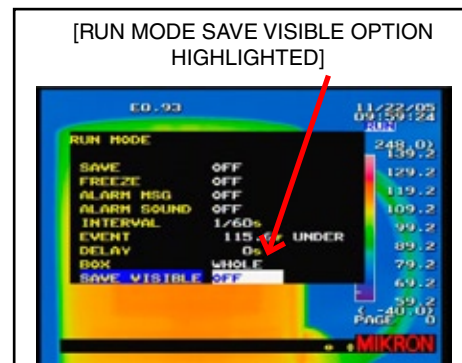 [RUN MODE SAVE VISIBLE OPTION
HIGHLIGHTED]
E0.93
11/22/05
09:59:24
RUN
RUN MODE
SAVE OFF
FREEZE OFF
ALARM MSG OFF
ALARM SOUND OFF
INTERVAL 1/60s
EVENT 115. UNDER
DELAY 0s
BOX WHOLE
SAVE VISIBLE OFF
248.0)
139.2
129.2
119.2
109.2
99.2
89.2
79.2
69.2
59.2
(-40.0)
PAGE 0
MIKRON